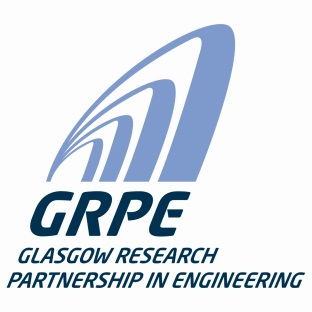 GRPE
GLASGOW RESEARCH
PARTNERSHIP IN ENGINEERING